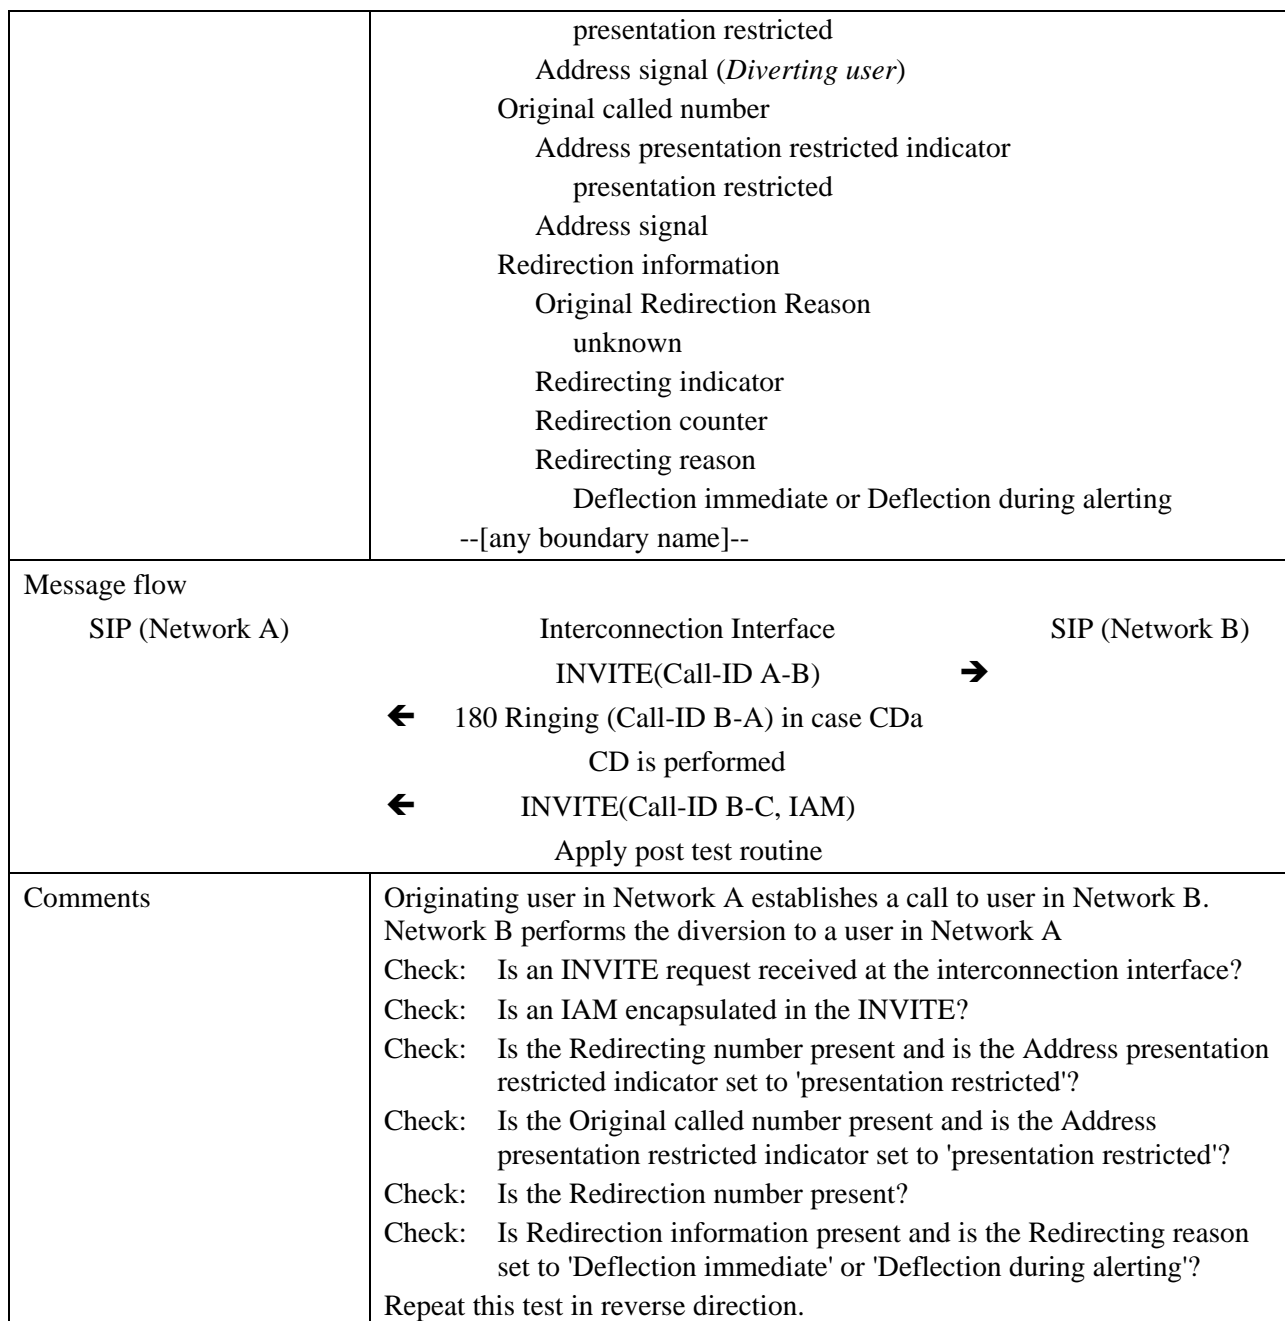 presentation restricted
Address signal (Diverting user)
Original called number
Address presentation restricted indicator
presentation restricted
Address signal
Redirection information
Original Redirection Reason
unknown
Redirecting indicator
Redirection counter
Redirecting reason
Deflection immediate or Deflection during alerting
--[any boundary name]--
Message flow
SIP (Network A) Interconnection Interface SIP (Network B)
INVITE(Call-ID A-B) ➔
🡸 180 Ringing (Call-ID B-A) in case CDa
CD is performed
🡸 INVITE(Call-ID B-C, IAM)
Apply post test routine
Comments Originating user in Network A establishes a call to user in Network B.
Network B performs the diversion to a user in Network A
Check: Is an INVITE request received at the interconnection interface?
Check: Is an IAM encapsulated in the INVITE?
Check: Is the Redirecting number present and is the Address presentation
restricted indicator set to 'presentation restricted'?
Check: Is the Original called number present and is the Address
presentation restricted indicator set to 'presentation restricted'?
Check: Is the Redirection number present?
Check: Is Redirection information present and is the Redirecting reason
set to 'Deflection immediate' or 'Deflection during alerting'?
Repeat this test in reverse direction.